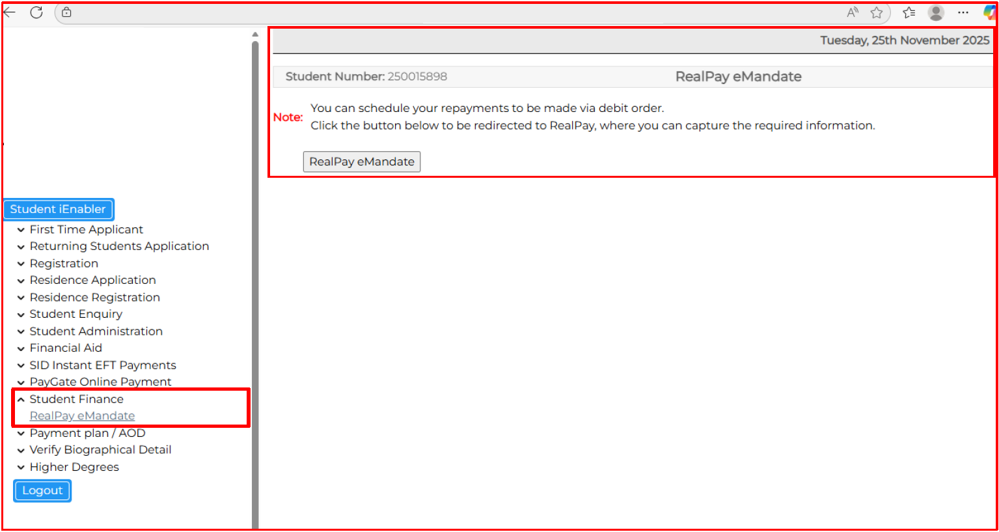 Tuesday, 25th November 2025
Student Number: 250015898 RealPay eMandate
Note: You can schedule your repayments to be made via debit order.
Click the button below to be redirected to RealPay, where you can capture the required information.
RealPay eMandate
Student iEnabler
First Time Applicant
Returning Students Application
Registration
Residence Application
Residence Registration
Student Enquiry
Student Administration
Financial Aid
SID Instant EFT Payments
PayGate Online Payment
Student Finance
RealPay eMandate
Payment plan / AOD
Verify Biographical Detail
Higher Degrees
Logout